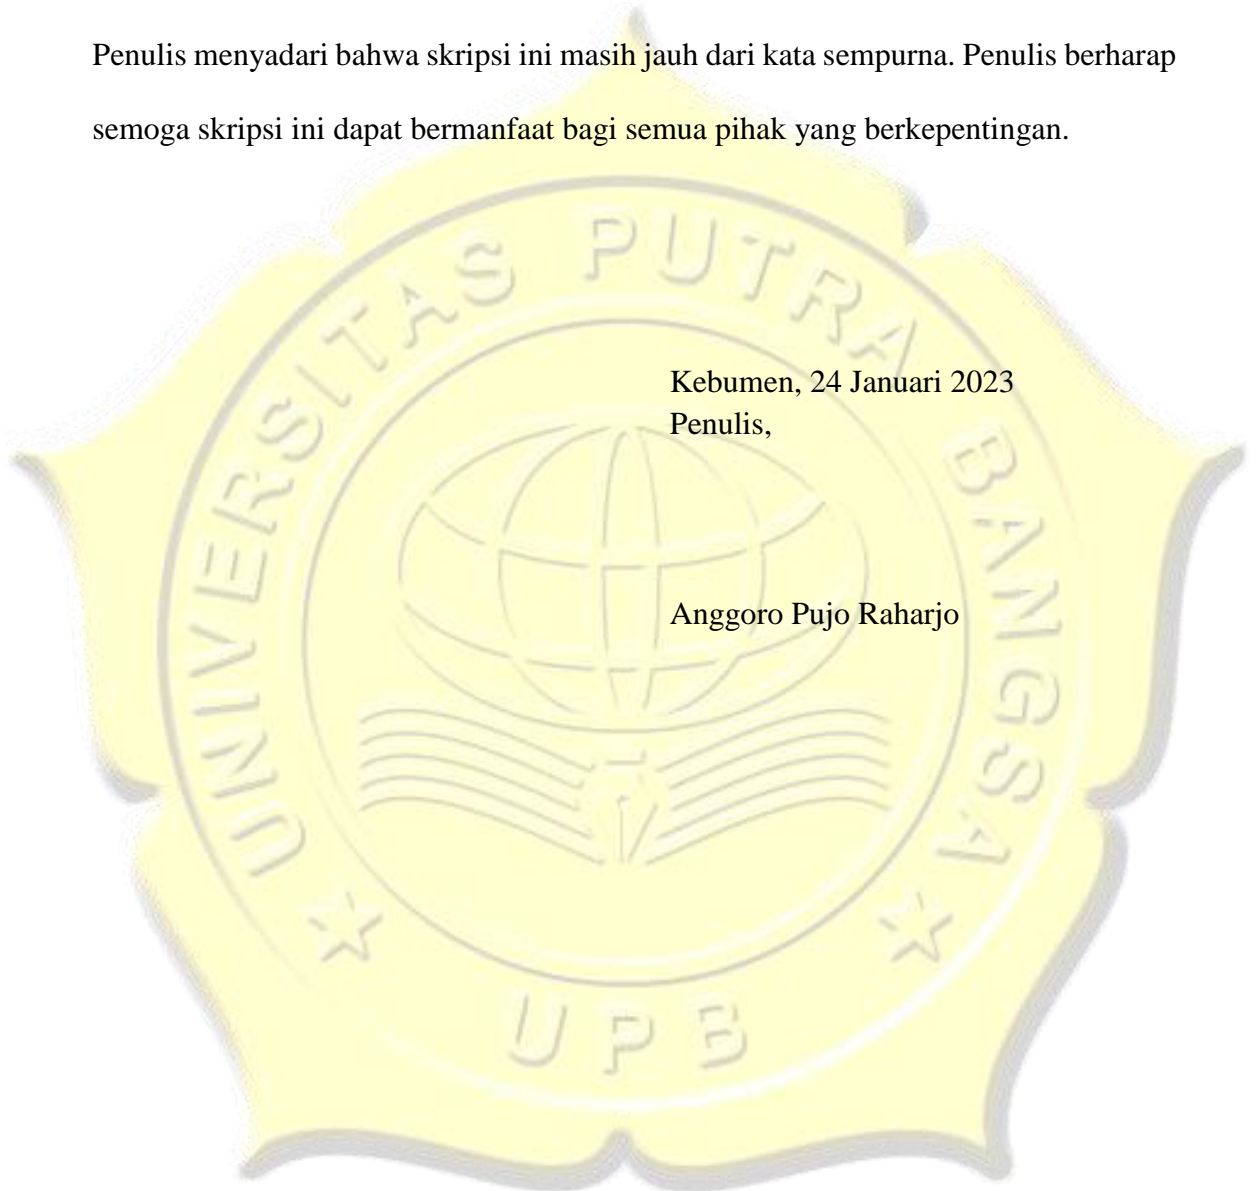 Penulis menyadari bahwa skripsi ini masih jauh dari kata sempurna. Penulis berharap
semoga skripsi ini dapat bermanfaat bagi semua pihak yang berkepentingan.
UNIVERSITAS PUTRA BANGSA
Kebumen, 24 Januari 2023
Penulis,
Anggoro Pujo Raharjo
UPB